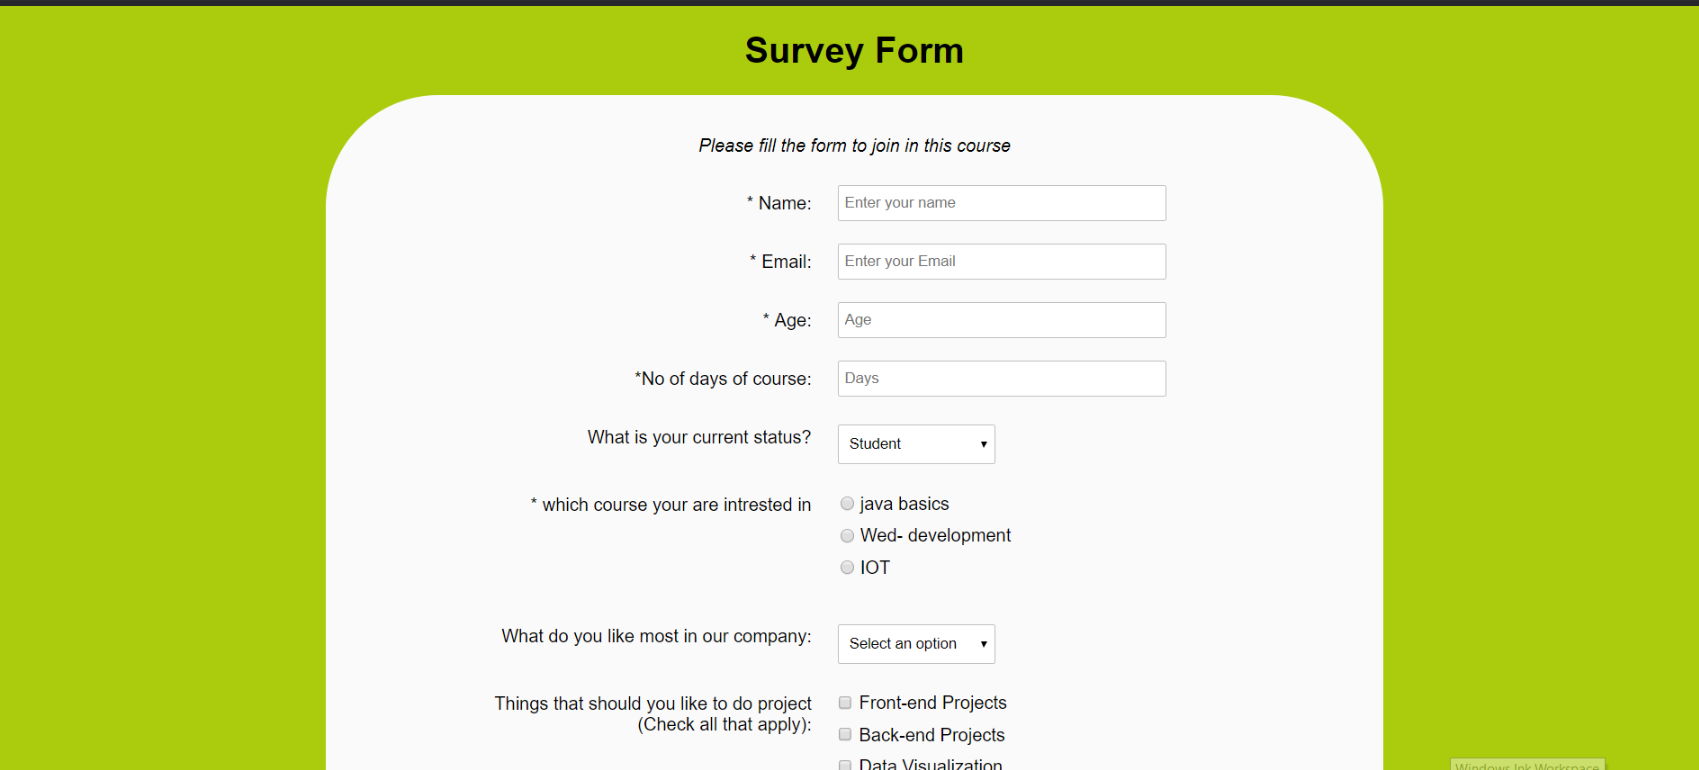 Survey Form
Please fill the form to join in this course
* Name: Enter your name
* Email: Enter your Email
* Age: Age
*No of days of course: Days
What is your current status? Student
* which course your are intrested in java basics
Wed- development
IOT
What do you like most in our company: Select an option
Things that should you like to do project Front-end Projects
(Check all that apply): Back-end Projects
Data Visualization
Windows Ink Workspace